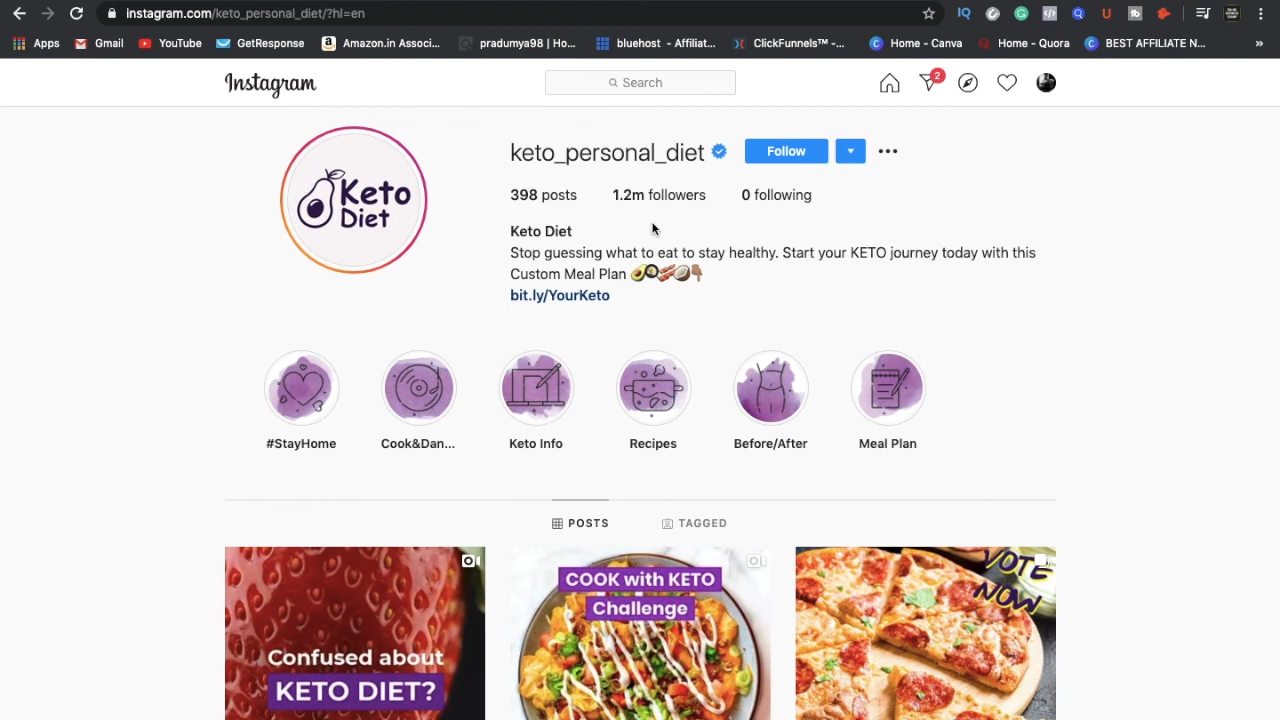 instagram.com/keto_personal_diet/?hl=en
Apps Gmail YouTube GetResponse Amazon.in Associ... pradumya98 | Ho... bluehost - Affiliat... ClickFunnels™ -... Home - Canva Home - Quora BEST AFFILIATE N... »
Instagram
Search
2
keto_personal_diet Follow
398 posts 1.2m followers 0 following
Keto Diet
Keto
Diet
Stop guessing what to eat to stay healthy. Start your KETO journey today with this
Custom Meal Plan 🥑🍳🥓🥥👇🏽
bit.ly/YourKeto
#StayHome Cook&Dan... Keto Info Recipes Before/After Meal Plan
POSTS TAGGED
Confused about
KETO DIET?
COOK with KETO
Challenge
VOTE
NOW